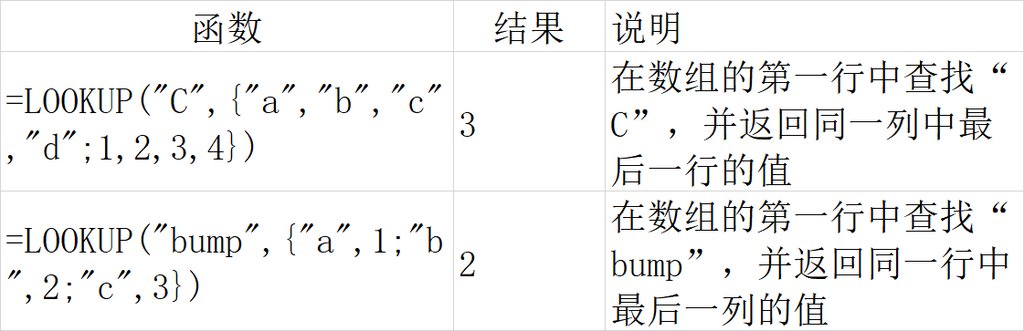 函数 结果 说明
=LOOKUP("C",{"a","b","c"
,"d";1,2,3,4})
3
在数组的第一行中查找“
C”，并返回同一列中最
后一行的值
=LOOKUP("bump",{"a",1;"b
",2;"c",3})
2
在数组的第一行中查找“
bump”，并返回同一行中
最后一列的值